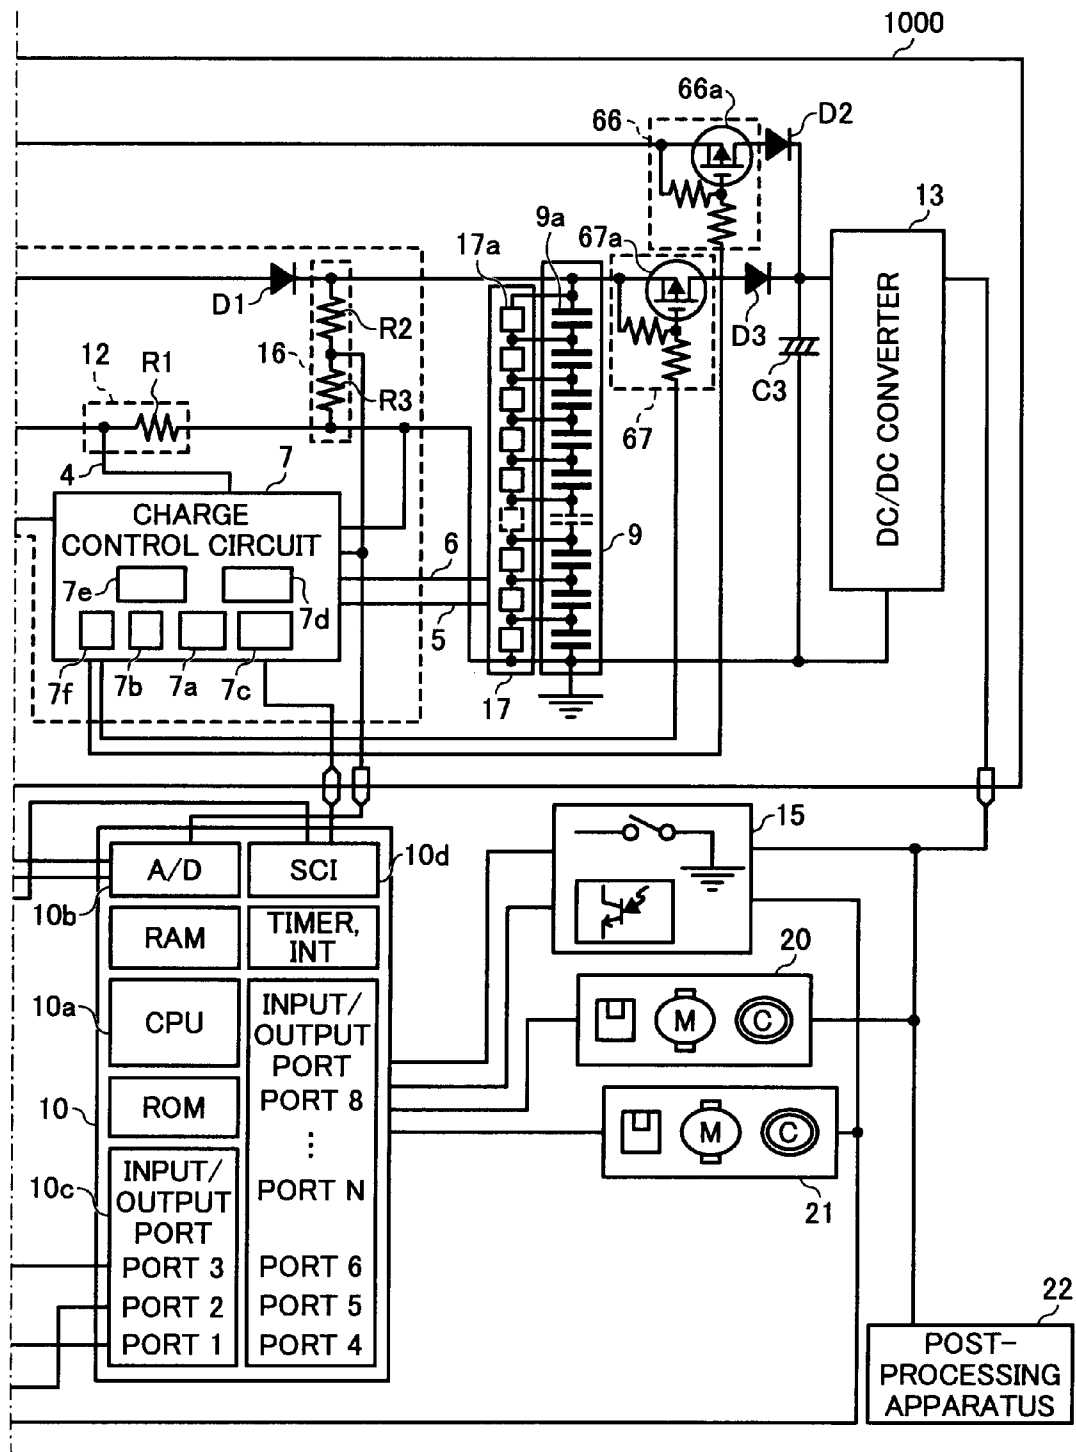 1000
66a
66
D2
13
9a
67a
17a
D1
R2
D3
12
R1
16
C3
R3
67
DC/DC CONVERTER
4
7
CHARGE
CONTROL CIRCUIT
6
9
7e
7d
5
7f
7b
7a
7c
17
15
A/D
SCI
10d
10b
RAM
TIMER,
INT
20
10a
CPU
INPUT/
OUTPUT
PORT
M
C
10
ROM
PORT 8
M
C
10c
INPUT/
OUTPUT
PORT
PORT N
21
PORT 3
PORT 6
PORT 2
PORT 5
PORT 1
PORT 4
22
POST-
PROCESSING
APPARATUS